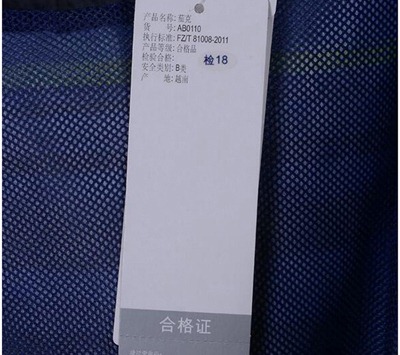 产品名称:茄克
货 号:AB0110
执行标准:FZ/T 81008-2011
产品等级:合格品
检验合格: 检18
安全类别:B类
产 地:越南
合格证